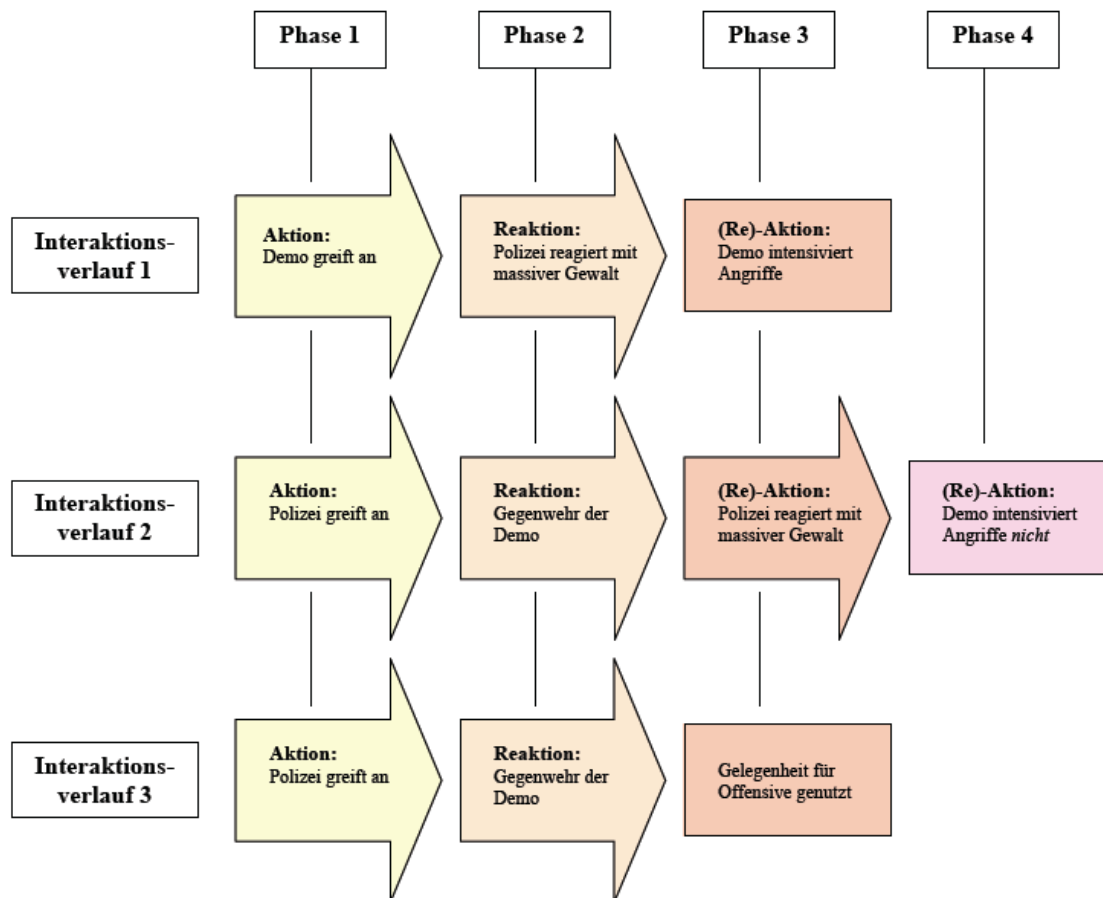 Phase 1
Phase 2
Phase 3
Phase 4
Interaktions-
verlauf 1
Aktion:
Demo greift an
Reaktion:
Polizei reagiert mit
massiver Gewalt
(Re)-Aktion:
Demo intensiviert
Angriffe
Interaktions-
verlauf 2
Aktion:
Polizei greift an
Reaktion:
Gegenwehr der
Demo
(Re)-Aktion:
Polizei reagiert mit
massiver Gewalt
(Re)-Aktion:
Demo intensiviert
Angriffe nicht
Interaktions-
verlauf 3
Aktion:
Polizei greift an
Reaktion:
Gegenwehr der
Demo
Gelegenheit für
Offensive genutzt